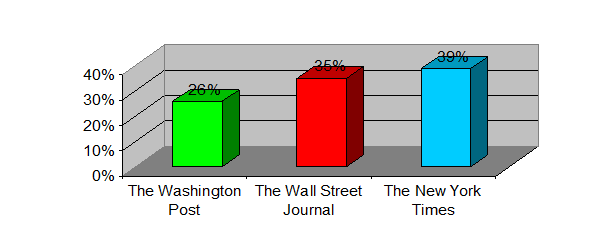 26%
35%
39%
40%
30%
20%
10%
0%
The Washington
Post
The Wall Street
Journal
The New York
Times